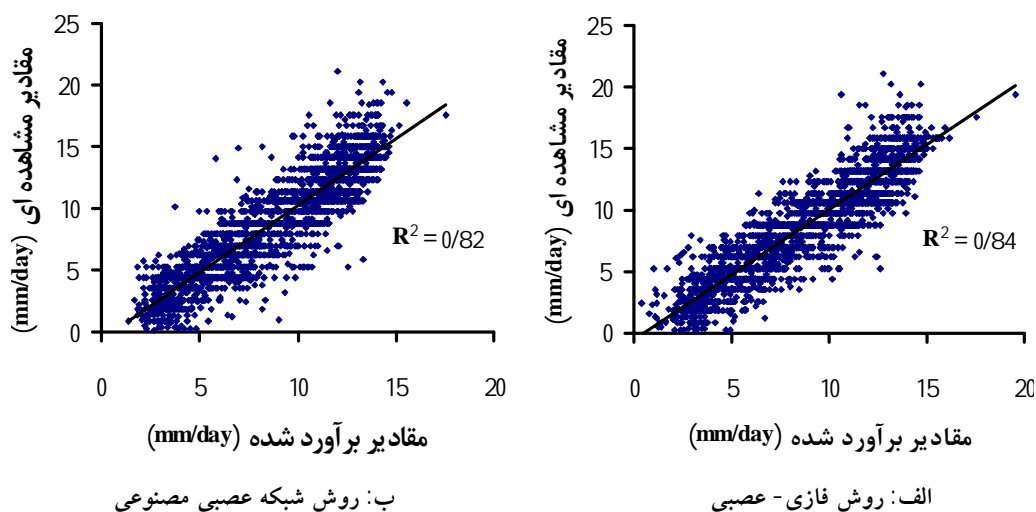 25
20
15
10
5
0
مقادیر مشاهده ای (mm/day)
R² = 0/84
0 5 10 15 20
مقادیر برآورد شده (mm/day)
الف: روش فازی- عصبی
25
20
15
10
5
0
مقادیر مشاهده ای (mm/day)
R² = 0/82
0 5 10 15 20
مقادیر برآورد شده (mm/day)
ب: روش شبکه عصبی مصنوعی